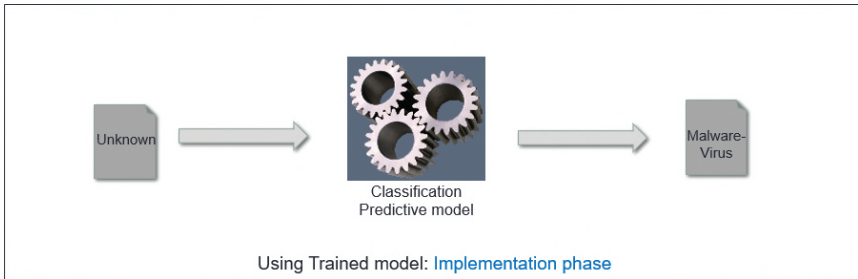 Unknown
Malware-
Virus
Classification
Predictive model
Using Trained model: Implementation phase